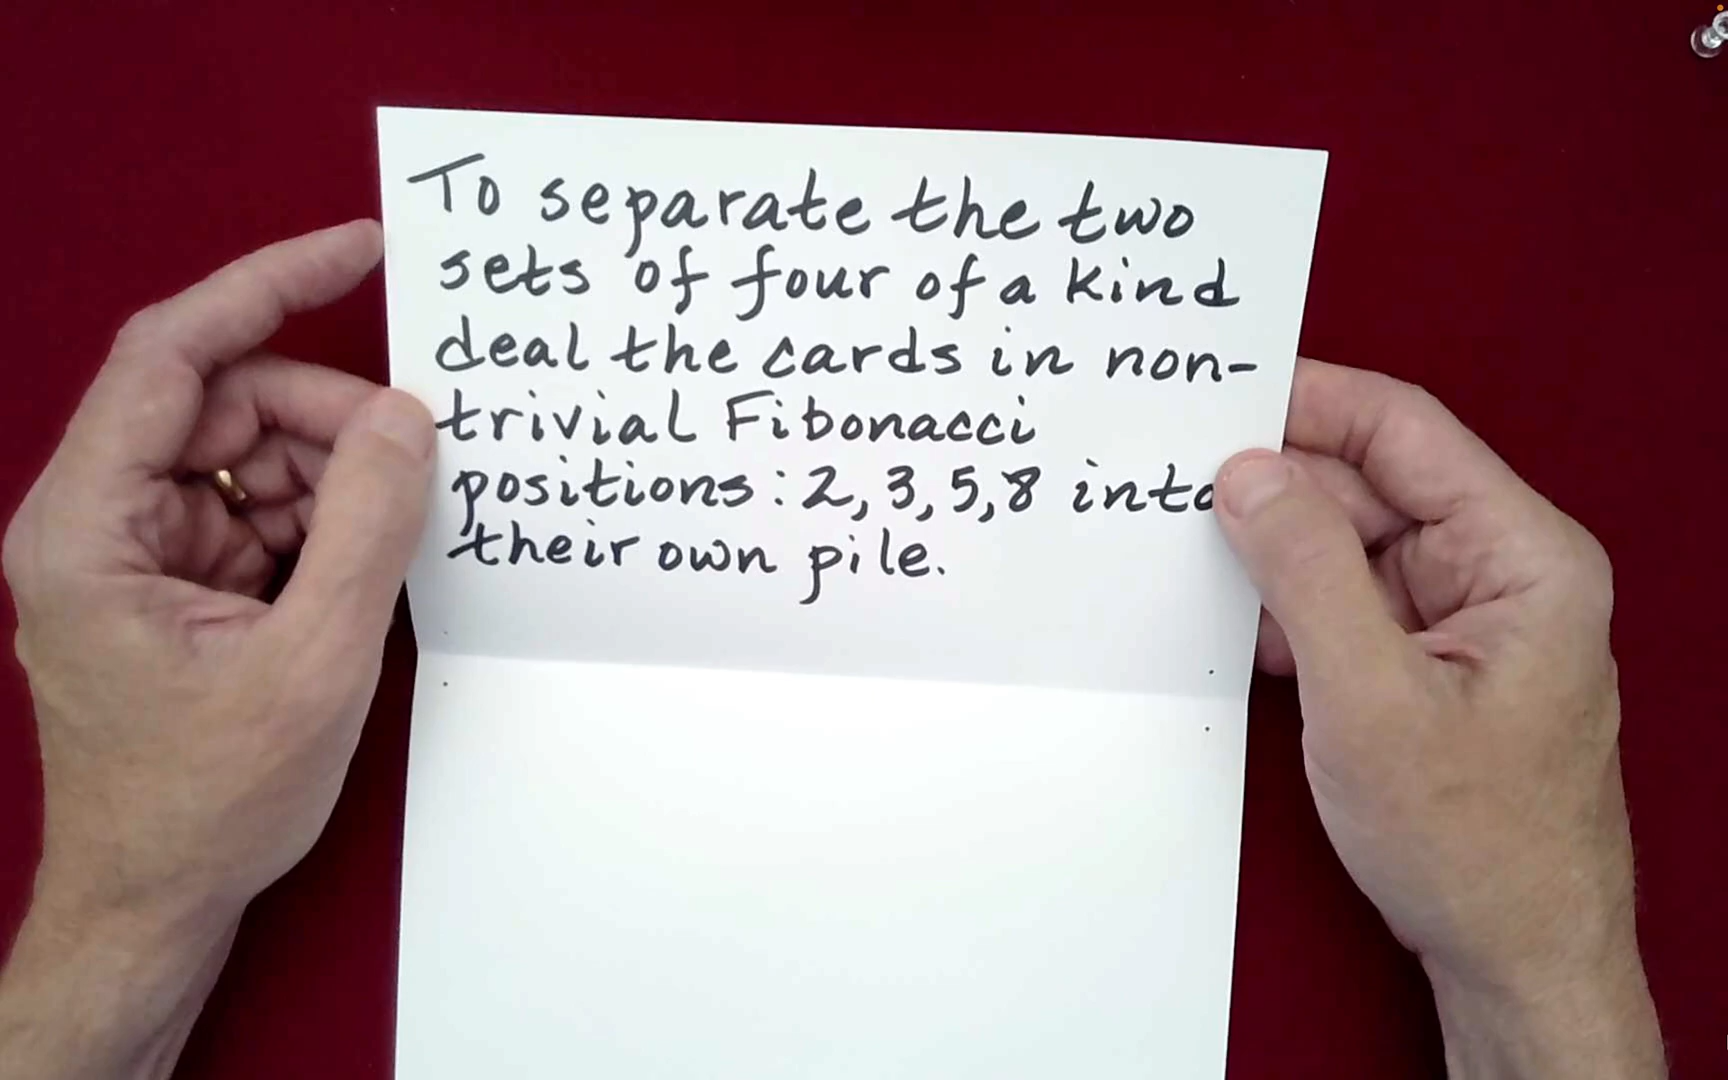 To separate the two
sets of four of a kind
deal the cards in non-
trivial Fibonacci
positions: 2, 3, 5, 8 into
their own pile.